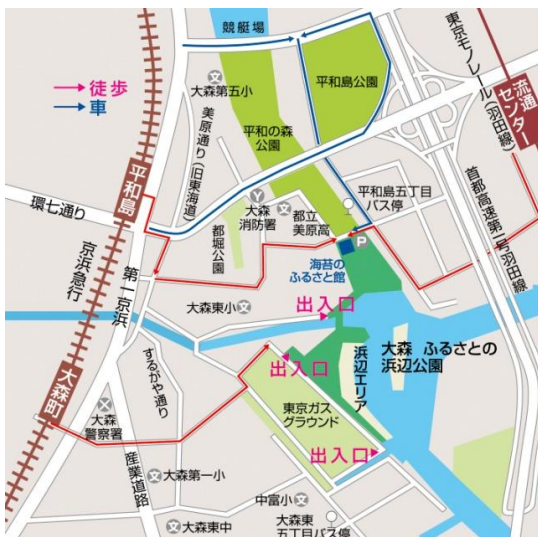 競艇場
東京モノレール(羽田線)
流通
センター
文
大森第五小
平和島公園
徒歩
車
美原通り(旧東海道)
平和の森
公園
平和島
首都高速第一号羽田線
環七通り
Y
大森
消防署
文
都立
美原高
平和島五丁目
バス停
都堀公園
P
海苔の
ふるさと館
京浜急行
第一京浜
大森東小
文
出入口
大森 ふるさとの
浜辺公園
浜辺エリア
出入口
するがや通り
大森町
東京ガス
グラウンド
大森
警察署
出入口
産業道路
文
大森第一小
中富小
文
文
大森東中
大森東
五丁目バス停